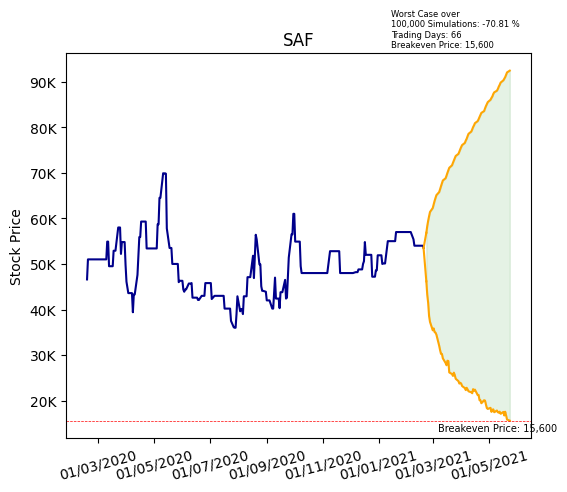 Worst Case over
100,000 Simulations: -70.81 %
Trading Days: 66
Breakeven Price: 15,600
SAF
Stock Price
90K
80K
70K
60K
50K
40K
30K
20K
Breakeven Price: 15,600
01/03/2020 01/05/2020 01/07/2020 01/09/2020 01/11/2020 01/01/2021 01/03/2021 01/05/2021